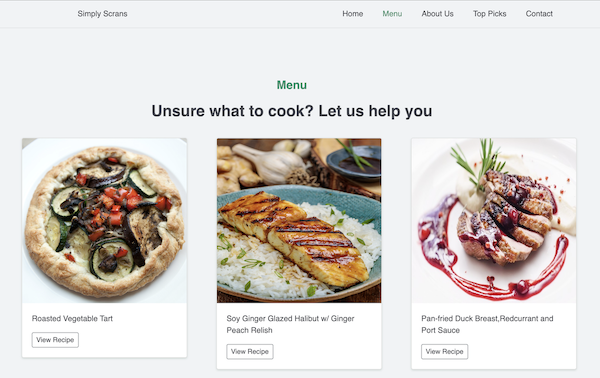 Simply Scrans
Home Menu About Us Top Picks Contact
Menu
Unsure what to cook? Let us help you
Roasted Vegetable Tart
View Recipe
Soy Ginger Glazed Halibut w/ Ginger
Peach Relish
View Recipe
Pan-fried Duck Breast,Redcurrant and
Port Sauce
View Recipe